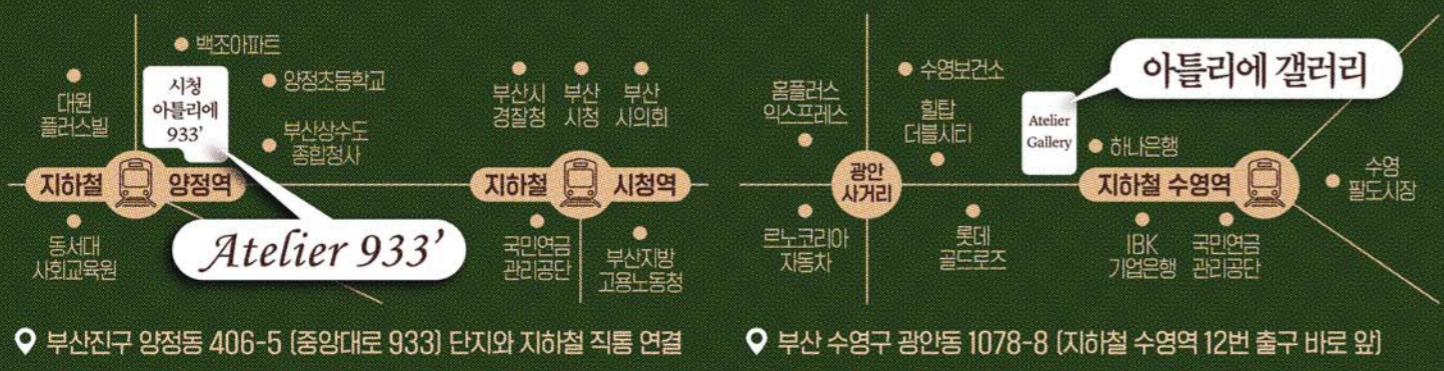 백조아파트
대원
플러스빌
시청
아틀리에
933’
양정초등학교
부산상수도
종합청사
지하철 양정역
동서대
사회교육원
Atelier 933’
부산시
경찰청
부산
시청
부산
시의회
지하철 시청역
국민연금
관리공단
부산지방
고용노동청
부산진구 양정동 406-5 (중앙대로 933) 단지와 지하철 직통 연결
홈플러스
익스프레스
수영보건소
힐탑
더블시티
아틀리에 갤러리
Atelier
Gallery
하나은행
광안
사거리
지하철 수영역
수영
팔도시장
르노코리아
자동차
롯데
골드로즈
IBK
기업은행
국민연금
관리공단
부산 수영구 광안동 1078-8 (지하철 수영역 12번 출구 바로 앞)